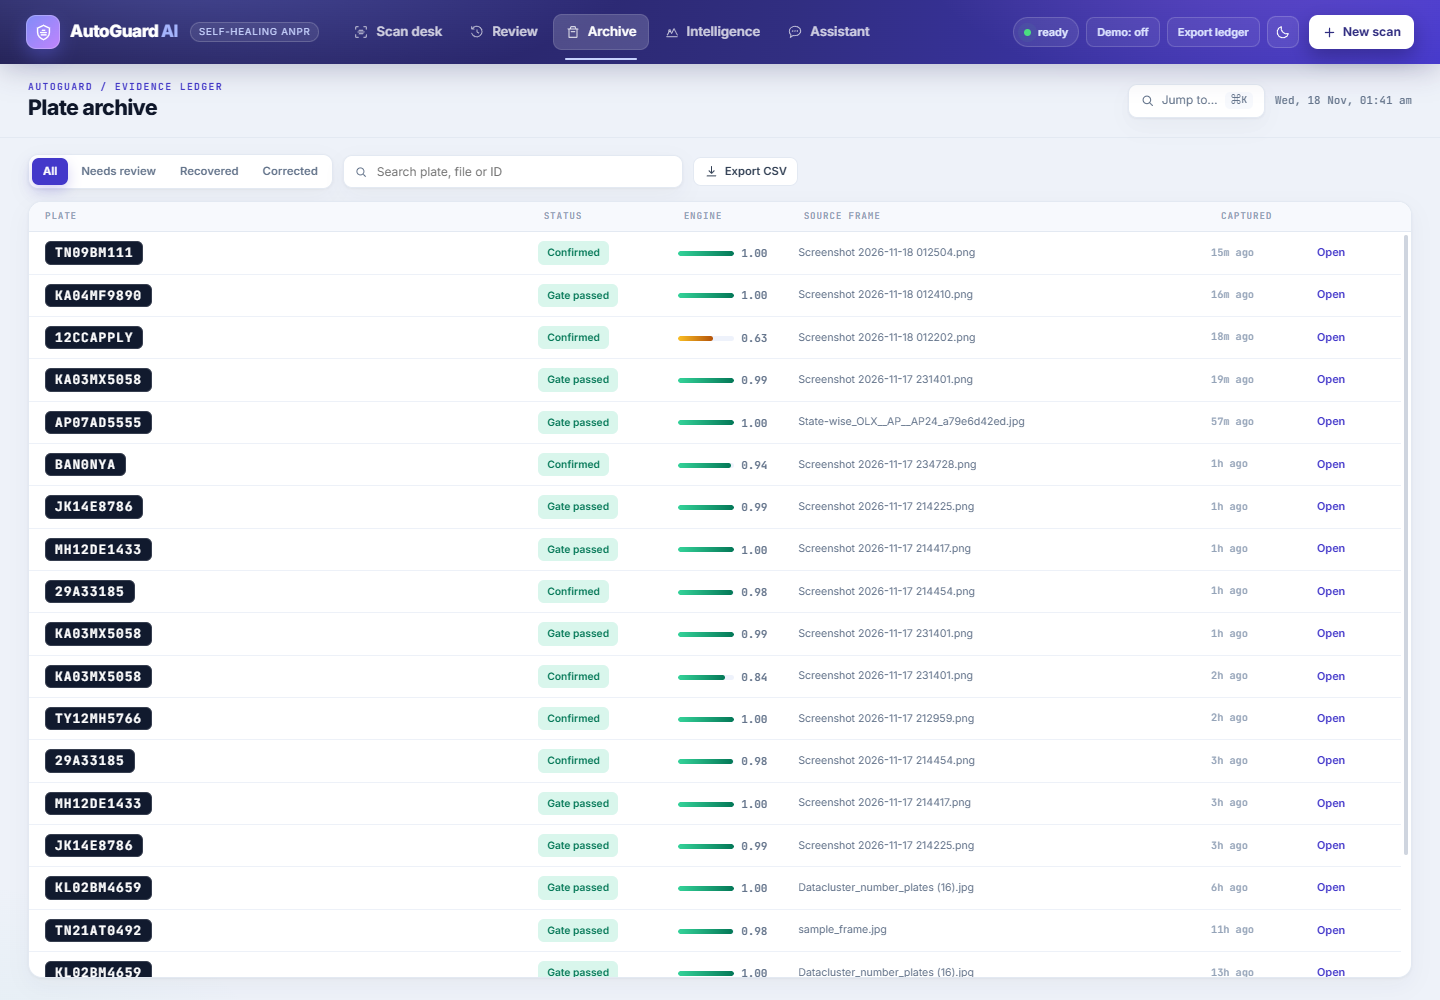 AutoGuard AI SELF-HEALING ANPR Scan desk Review Archive Intelligence Assistant ready Demo: off Export ledger New scan
AUTOGUARD / EVIDENCE LEDGER
Plate archive
Jump to... ⌘K Wed, 18 Nov, 01:41 am
All Needs review Recovered Corrected Search plate, file or ID Export CSV
PLATE STATUS ENGINE SOURCE FRAME CAPTURED
TN09BM111 Confirmed 1.00 Screenshot 2026-11-18 012504.png 15m ago Open
KA04MF9890 Gate passed 1.00 Screenshot 2026-11-18 012410.png 16m ago Open
12CCAPPLY Confirmed 0.63 Screenshot 2026-11-18 012202.png 18m ago Open
KA03MX5058 Gate passed 0.99 Screenshot 2026-11-17 231401.png 19m ago Open
AP07AD5555 Gate passed 1.00 State-wise_OLX__AP__AP24_a79e6d42ed.jpg 57m ago Open
BAN0NYA Confirmed 0.94 Screenshot 2026-11-17 234728.png 1h ago Open
JK14E8786 Gate passed 0.99 Screenshot 2026-11-17 214225.png 1h ago Open
MH12DE1433 Gate passed 1.00 Screenshot 2026-11-17 214417.png 1h ago Open
29A33185 Confirmed 0.98 Screenshot 2026-11-17 214454.png 1h ago Open
KA03MX5058 Gate passed 0.99 Screenshot 2026-11-17 231401.png 1h ago Open
KA03MX5058 Confirmed 0.84 Screenshot 2026-11-17 231401.png 2h ago Open
TY12MH5766 Confirmed 1.00 Screenshot 2026-11-17 212959.png 2h ago Open
29A33185 Confirmed 0.98 Screenshot 2026-11-17 214454.png 3h ago Open
MH12DE1433 Gate passed 1.00 Screenshot 2026-11-17 214417.png 3h ago Open
JK14E8786 Gate passed 0.99 Screenshot 2026-11-17 214225.png 3h ago Open
KL02BM4659 Gate passed 1.00 Datacluster_number_plates (16).jpg 6h ago Open
TN21AT0492 Gate passed 0.98 sample_frame.jpg 11h ago Open
KL02BM4659 Gate passed 1.00 Datacluster_number_plates (16).jpg 13h ago Open